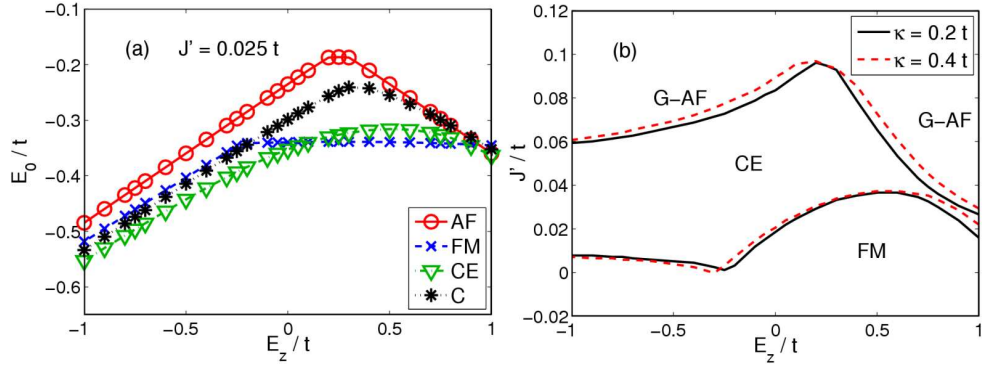 (a) J' = 0.025 t
E0 / t
−0.1
−0.2
−0.3
−0.4
−0.5
−0.6
−1
−0.5
0
0.5
1
Ez / t
AF
FM
CE
C
(b)
κ = 0.2 t
κ = 0.4 t
J' / t
0.12
0.1
0.08
0.06
0.04
0.02
0
−0.02
G−AF
G−AF
CE
FM
−1
−0.5
0
0.5
1
Ez / t